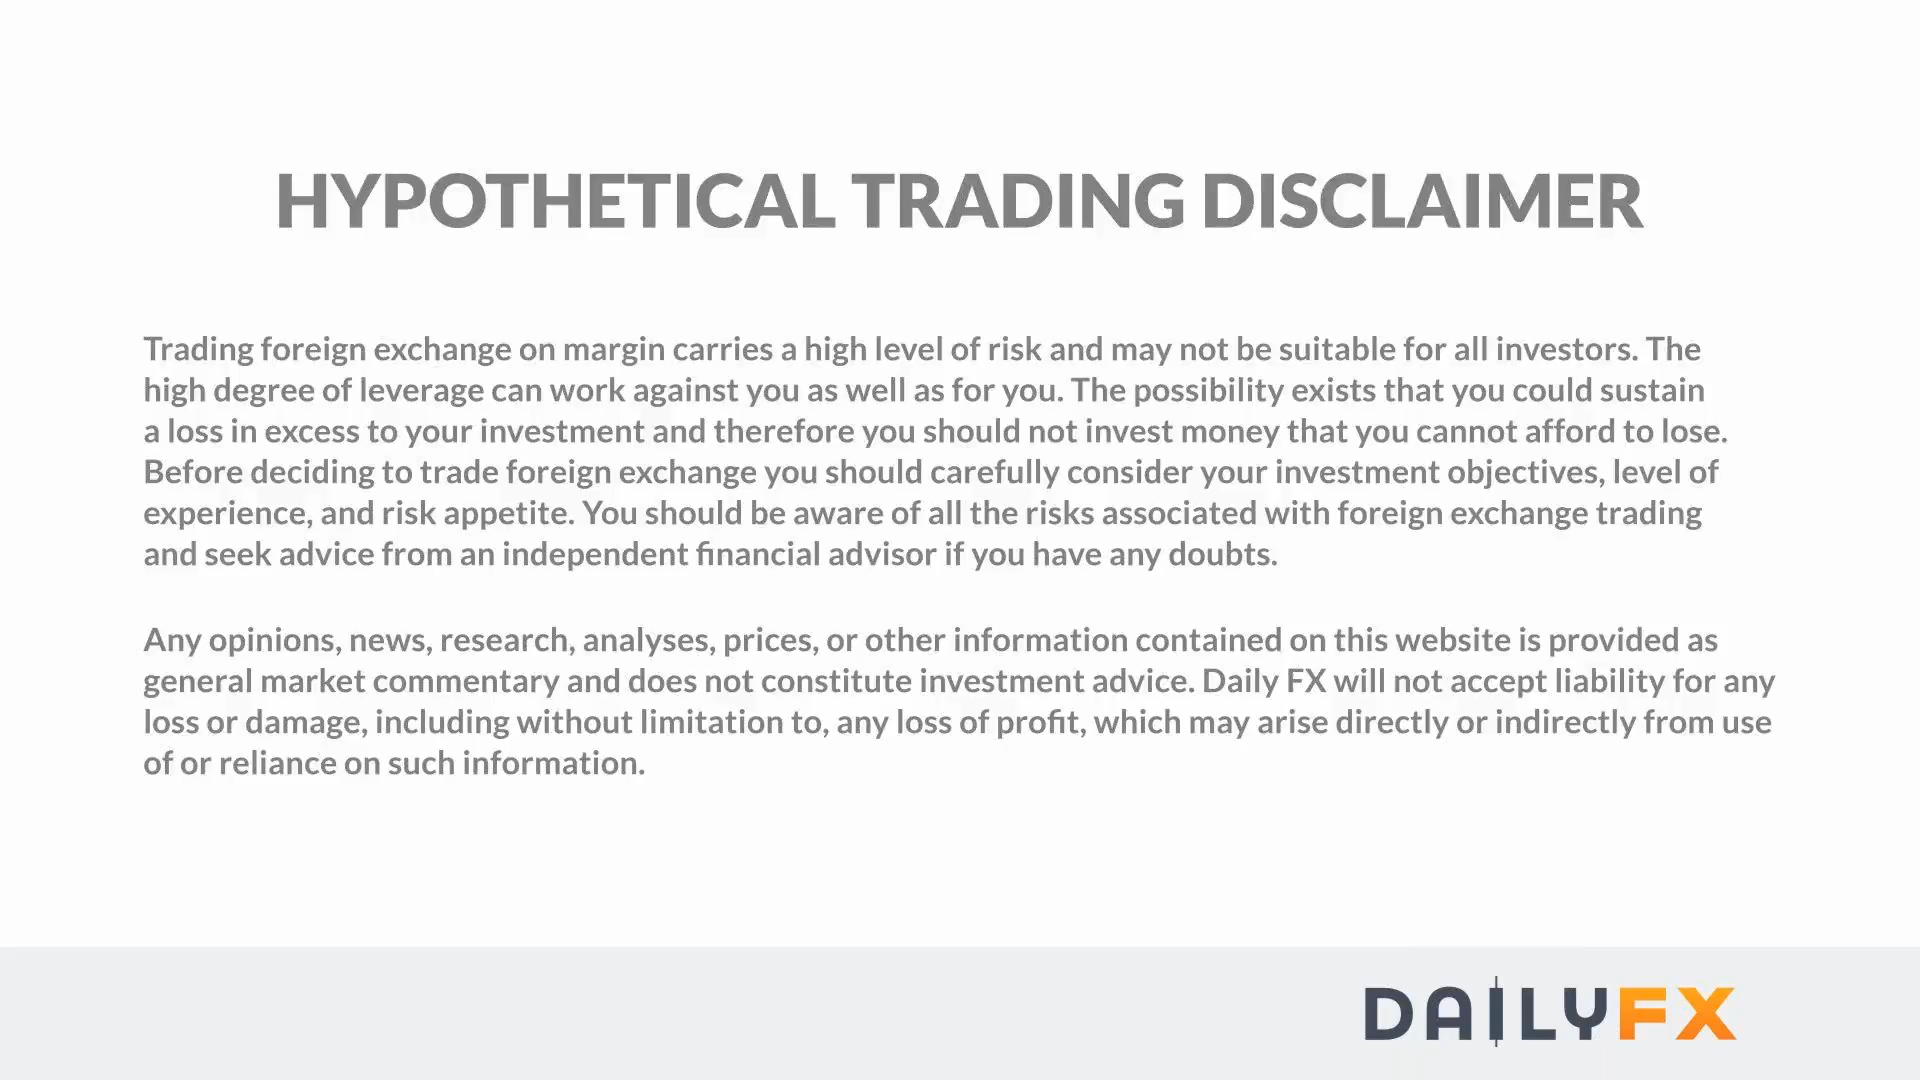 HYPOTHETICAL TRADING DISCLAIMER
Trading foreign exchange on margin carries a high level of risk and may not be suitable for all investors. The
high degree of leverage can work against you as well as for you. The possibility exists that you could sustain
a loss in excess to your investment and therefore you should not invest money that you cannot afford to lose.
Before deciding to trade foreign exchange you should carefully consider your investment objectives, level of
experience, and risk appetite. You should be aware of all the risks associated with foreign exchange trading
and seek advice from an independent financial advisor if you have any doubts.
Any opinions, news, research, analyses, prices, or other information contained on this website is provided as
general market commentary and does not constitute investment advice. Daily FX will not accept liability for any
loss or damage, including without limitation to, any loss of profit, which may arise directly or indirectly from use
of or reliance on such information.
DAILYFX